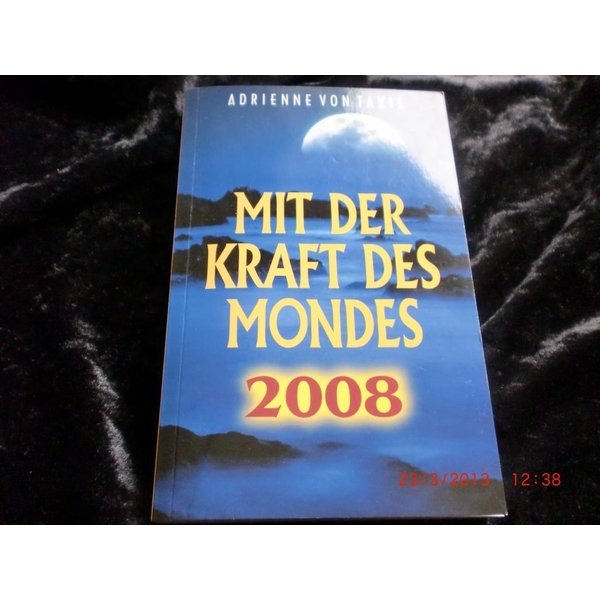 ADRIENNE VON TAXIS
MIT DER
KRAFT DES
MONDES
2008
23/3/2013 12:38